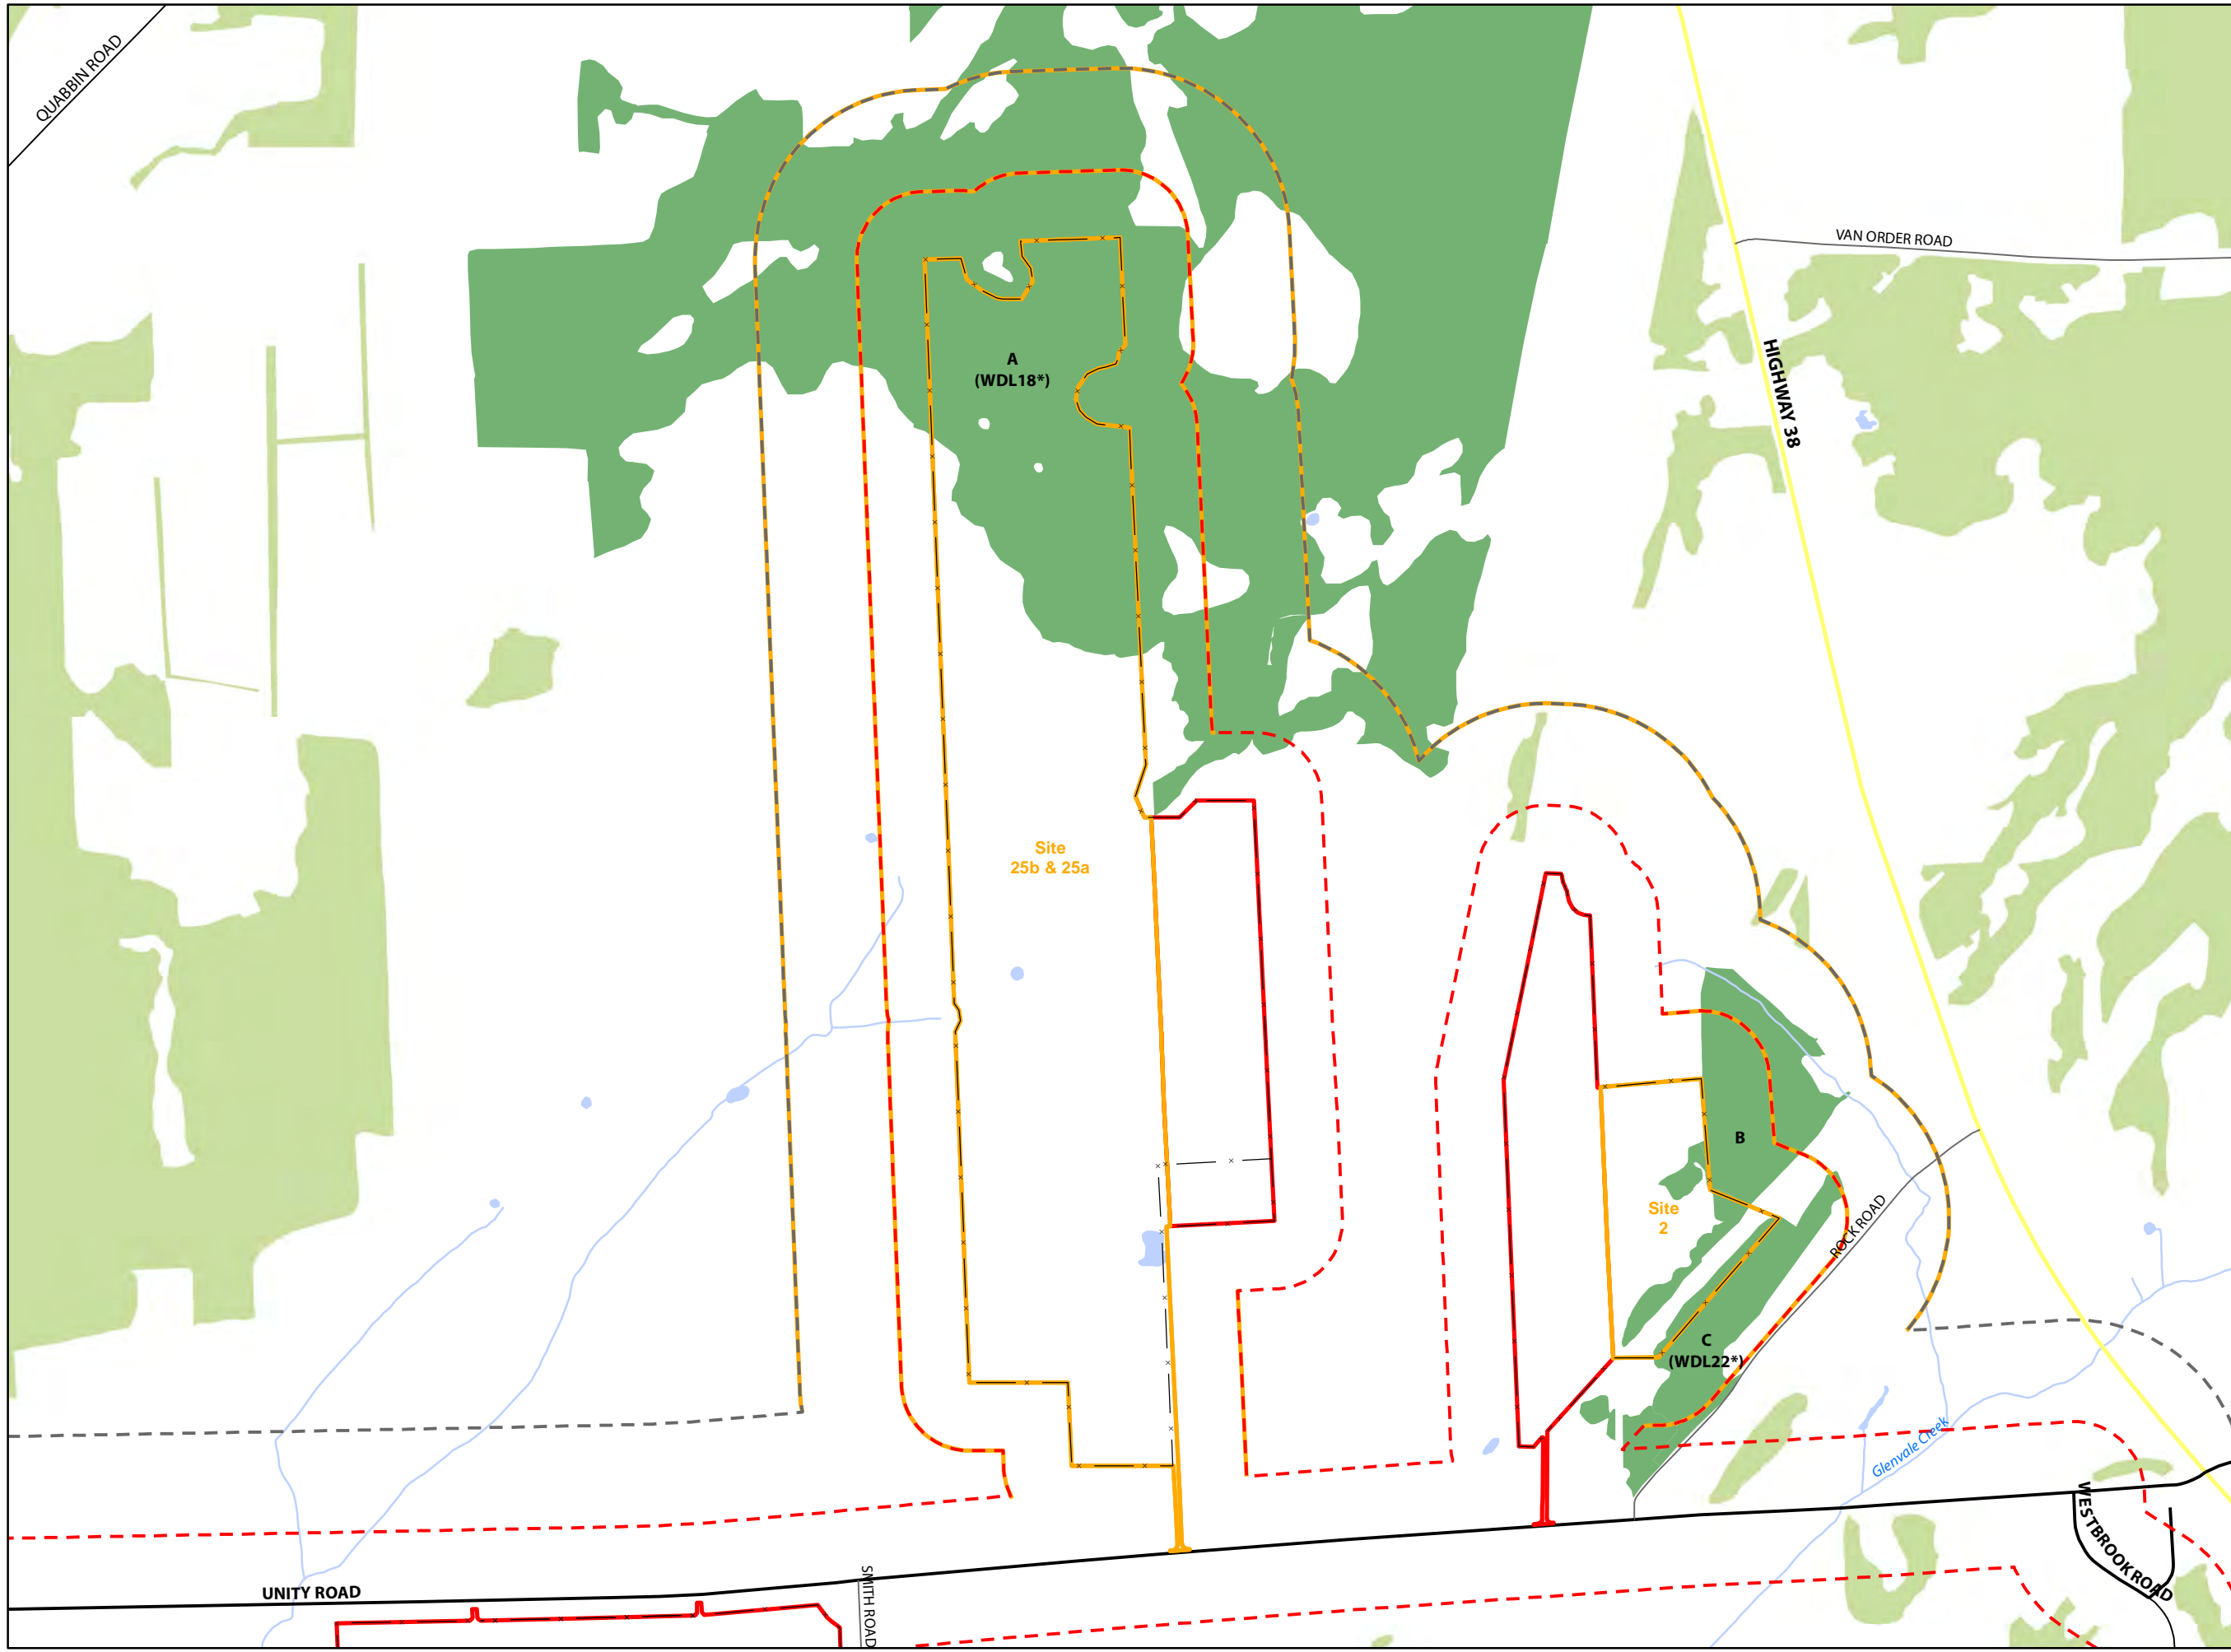 QUABBIN ROAD
VAN ORDER ROAD
HIGHWAY 38
A
(WDL18*)
Site
25b & 25a
B
Site
2
ROCK ROAD
C
(WDL22*)
Glenvale Creek
WESTBROOK ROAD
UNITY ROAD
SMITH ROAD